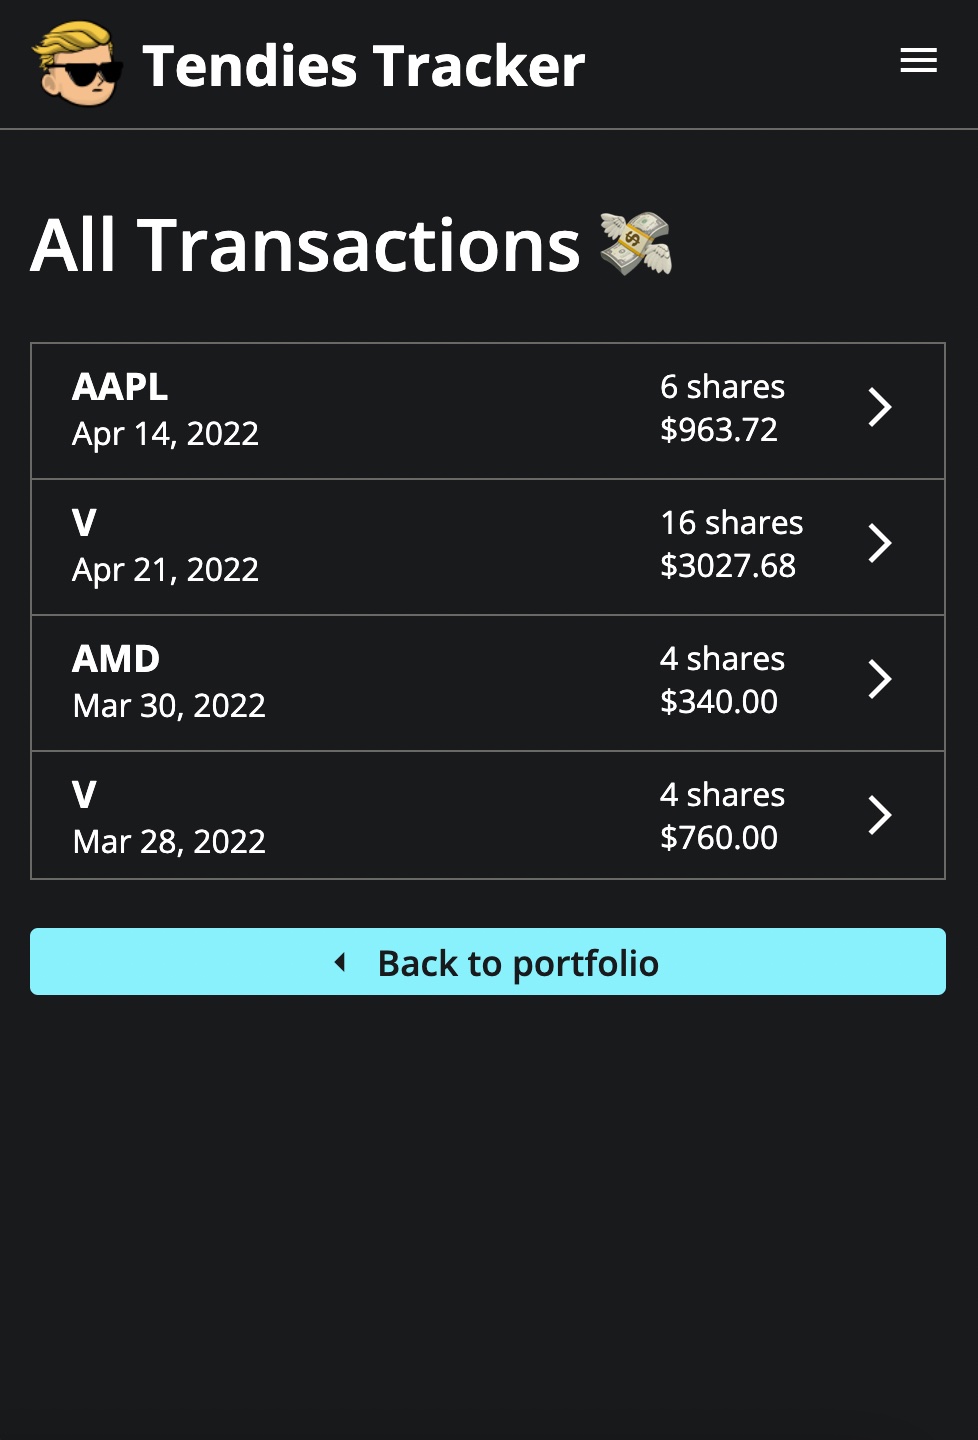 Tendies Tracker
All Transactions 💸
AAPL
Apr 14, 2022
6 shares
$963.72
V
Apr 21, 2022
16 shares
$3027.68
AMD
Mar 30, 2022
4 shares
$340.00
V
Mar 28, 2022
4 shares
$760.00
Back to portfolio